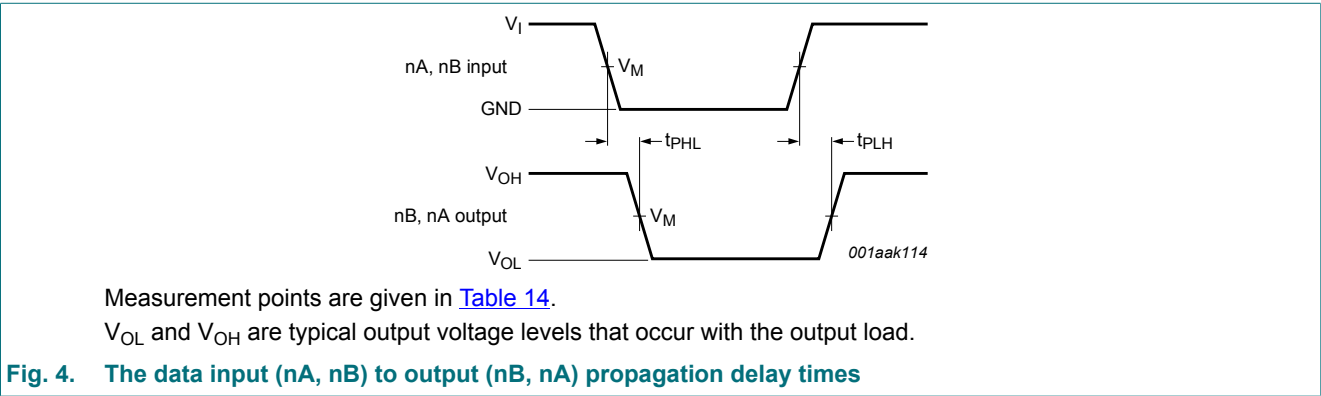 V_I
nA, nB input
V_M
GND
t_PHL
t_PLH
V_OH
nB, nA output
V_M
V_OL
001aak114
Measurement points are given in Table 14.
V_OL and V_OH are typical output voltage levels that occur with the output load.
Fig. 4. The data input (nA, nB) to output (nB, nA) propagation delay times